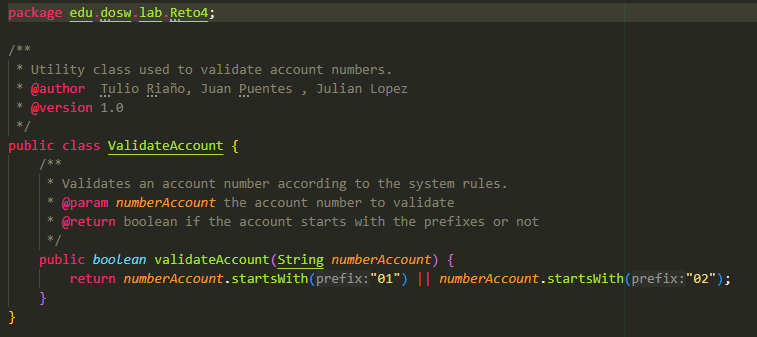 package edu.dosw.lab.Reto4;
/**
 * Utility class used to validate account numbers.
 * @author  Tulio Riaño, Juan Puentes , Julian Lopez
 * @version 1.0
 */
public class ValidateAccount {
    /**
     * Validates an account number according to the system rules.
     * @param numberAccount the account number to validate
     * @return boolean if the account starts with the prefixes or not
     */
    public boolean validateAccount(String numberAccount) {
        return numberAccount.startsWith(prefix:"01") || numberAccount.startsWith(prefix:"02");
    }
}